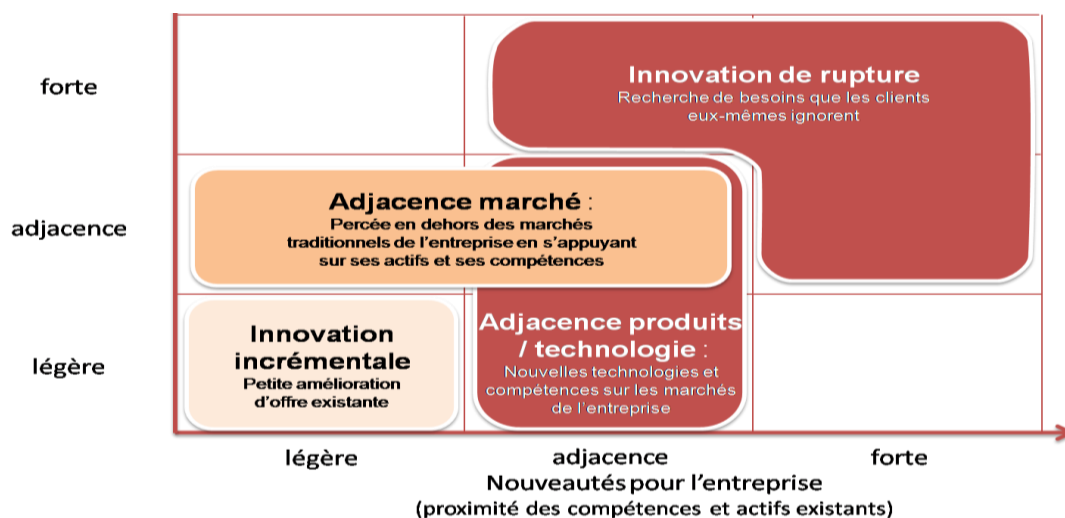 forte
Innovation de rupture
Recherche de besoins que les clients
eux-mêmes ignorent
adjacence
Adjacence marché :
Percée en dehors des marchés
traditionnels de l'entreprise en s'appuyant
sur ses actifs et ses compétences
légère
Innovation
incrémentale
Petite amélioration
d'offre existante
Adjacence produits
/ technologie :
Nouvelles technologies et
compétences sur les marchés
de l'entreprise
légère
adjacence
forte
Nouveautés pour l'entreprise
(proximité des compétences et actifs existants)